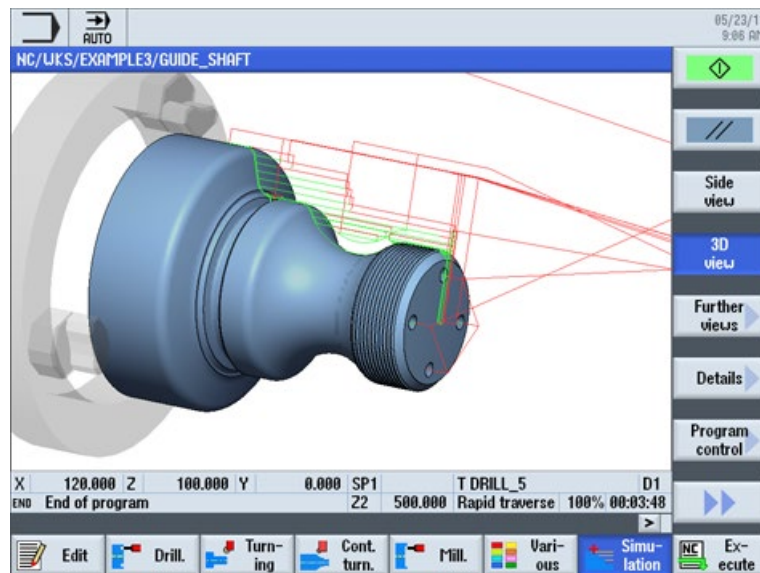 AUTO
05/23/1
9:06 AM
NC/WKS/EXAMPLE3/GUIDE_SHAFT
Side
view
3D
view
Further
views
Details
Program
control
X 120.000 Z 100.000 Y 0.000 SP1 T DRILL_5 D1
END End of program Z2 500.000 Rapid traverse 100% 00:03:48
>
Edit
Drill.
Turn-
ing
Cont.
turn.
Mill.
Vari-
ous
Simu-
lation
NC
Ex-
ecute